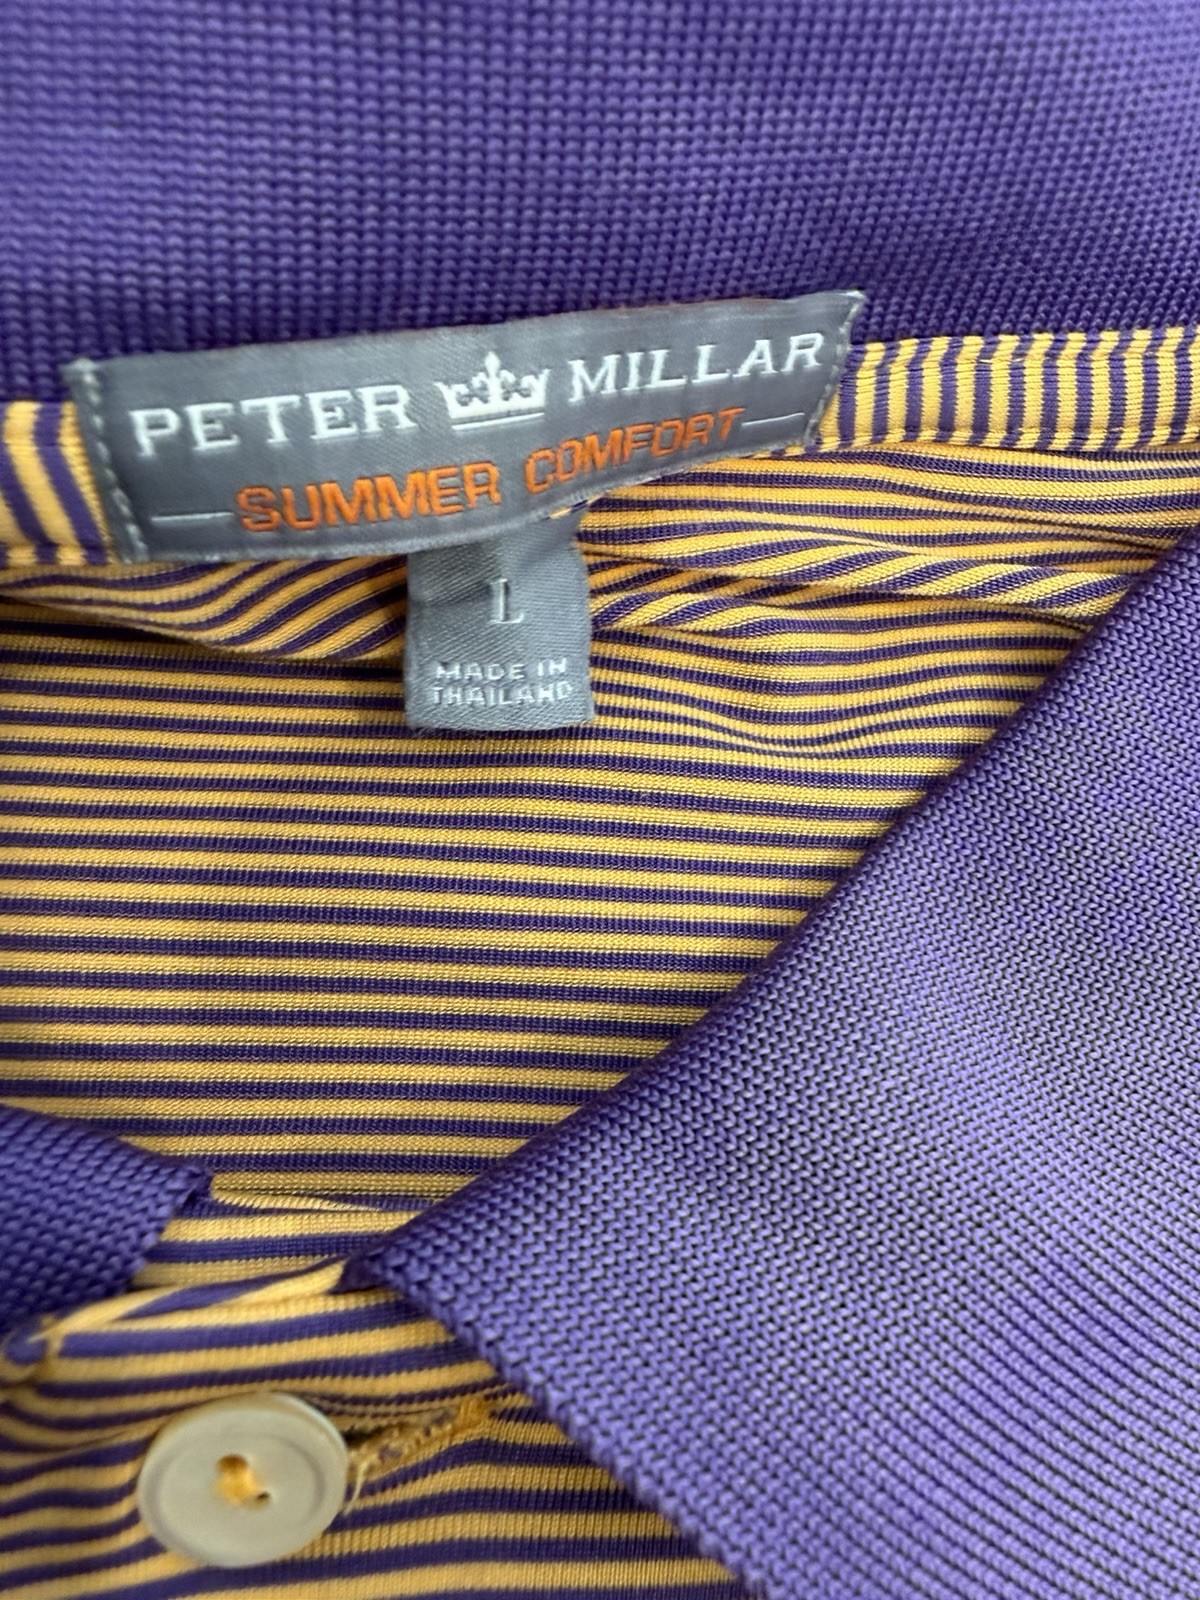 PETER MILLAR
SUMMER COMFORT
L
MADE IN
THAILAND